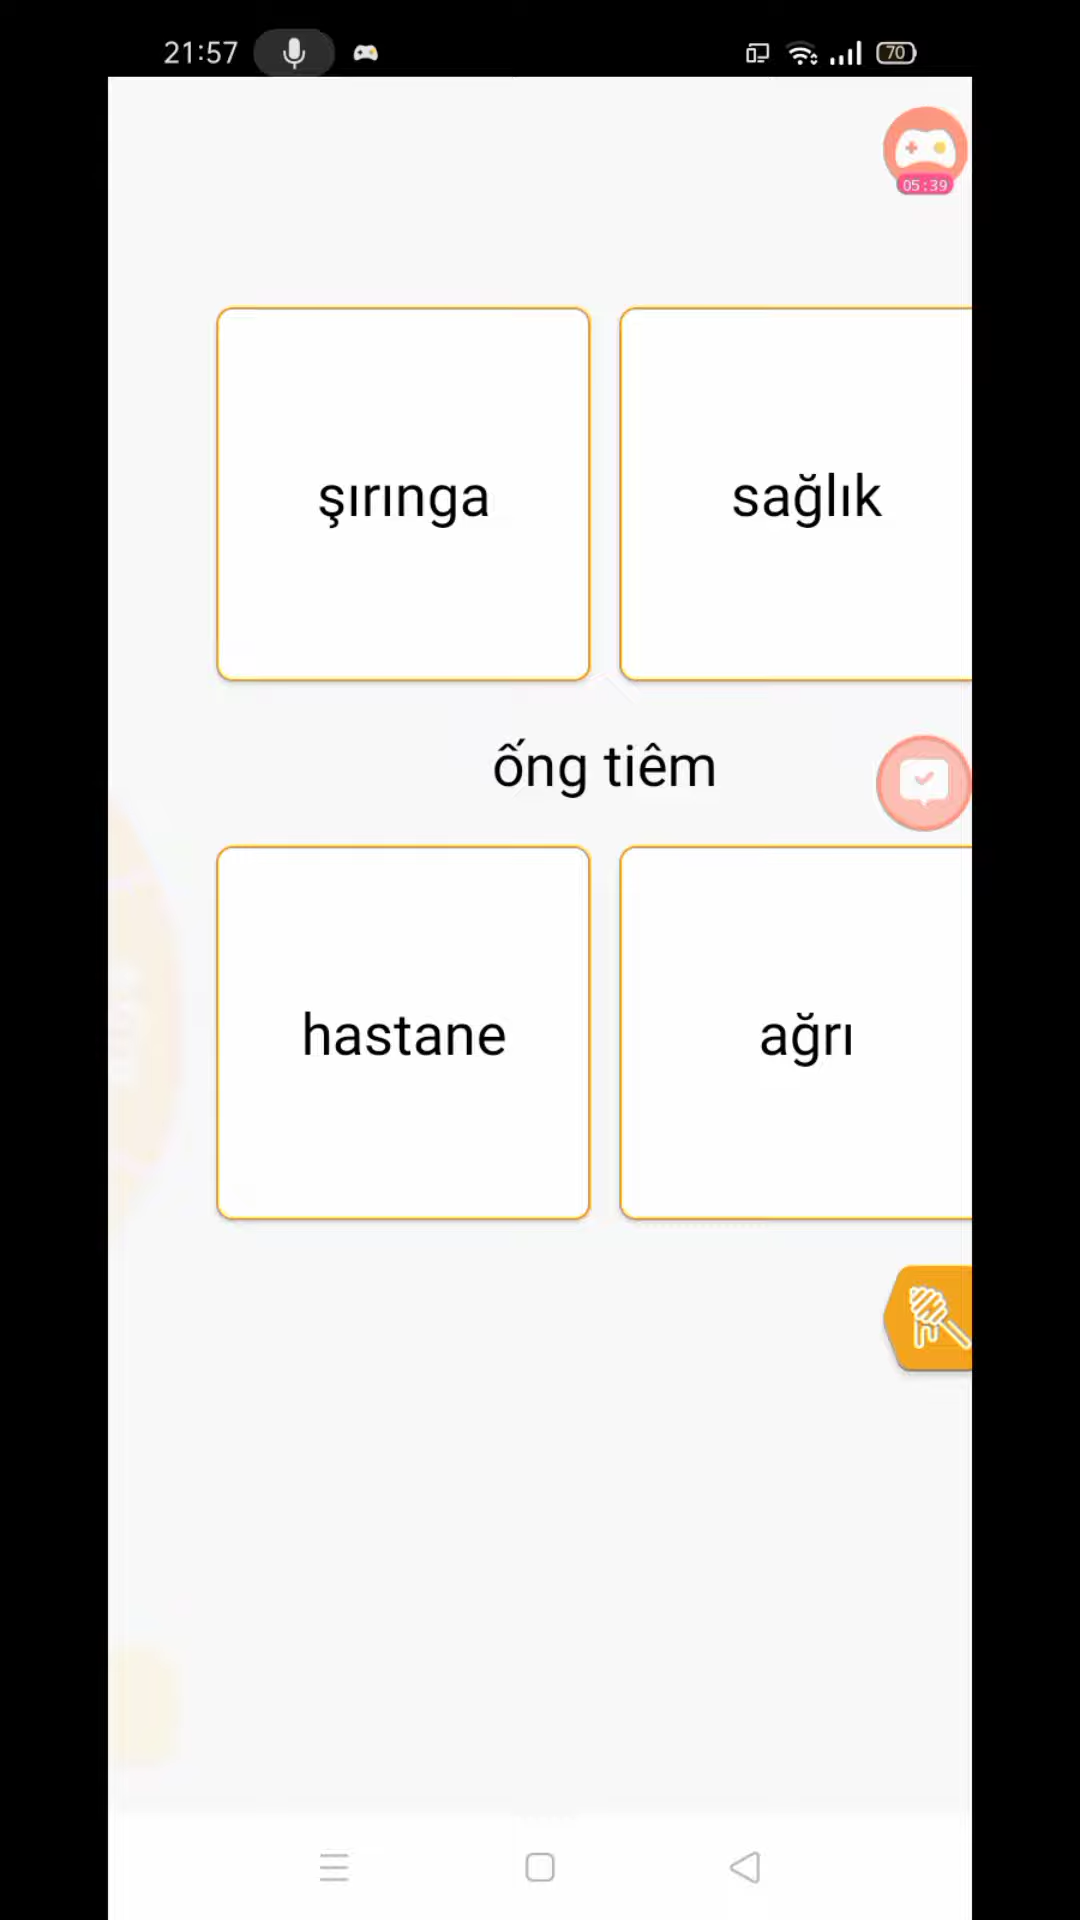 21:57
70
05:39
şırınga
sağlık
ống tiêm
hastane
ağrı